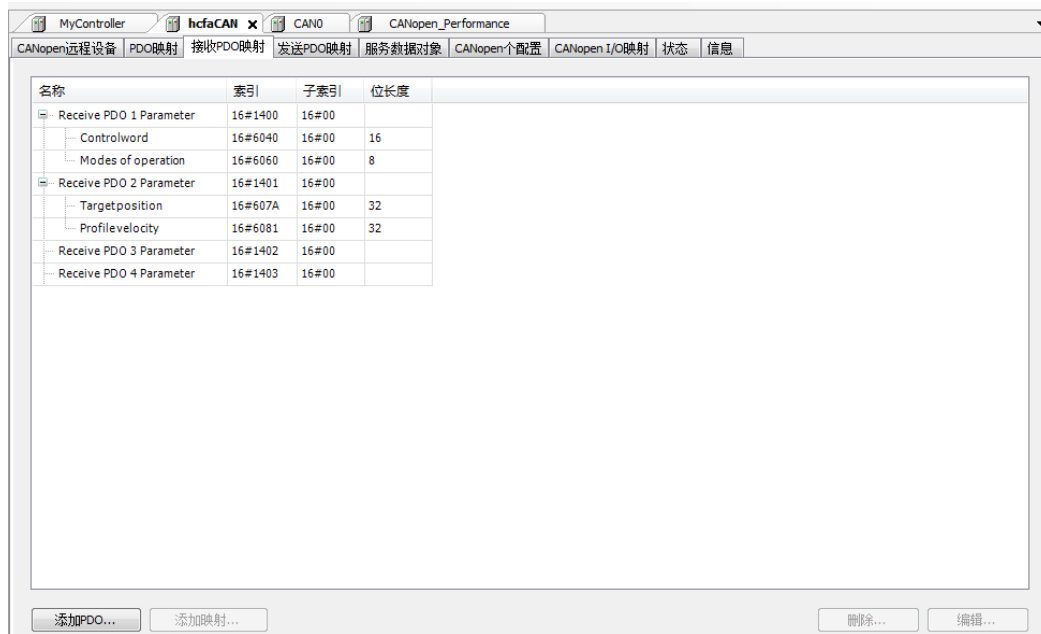 MyController hcfaCAN CAN0 CANopen_Performance
CANopen远程设备 PDO映射 接收PDO映射 发送PDO映射 服务数据对象 CANopen个配置 CANopen I/O映射 状态 信息
名称 索引 子索引 位长度
Receive PDO 1 Parameter 16#1400 16#00
Controlword 16#6040 16#00 16
Modes of operation 16#6060 16#00 8
Receive PDO 2 Parameter 16#1401 16#00
Targetposition 16#607A 16#00 32
Profilevelocity 16#6081 16#00 32
Receive PDO 3 Parameter 16#1402 16#00
Receive PDO 4 Parameter 16#1403 16#00
添加PDO... 添加映射... 删除... 编辑...